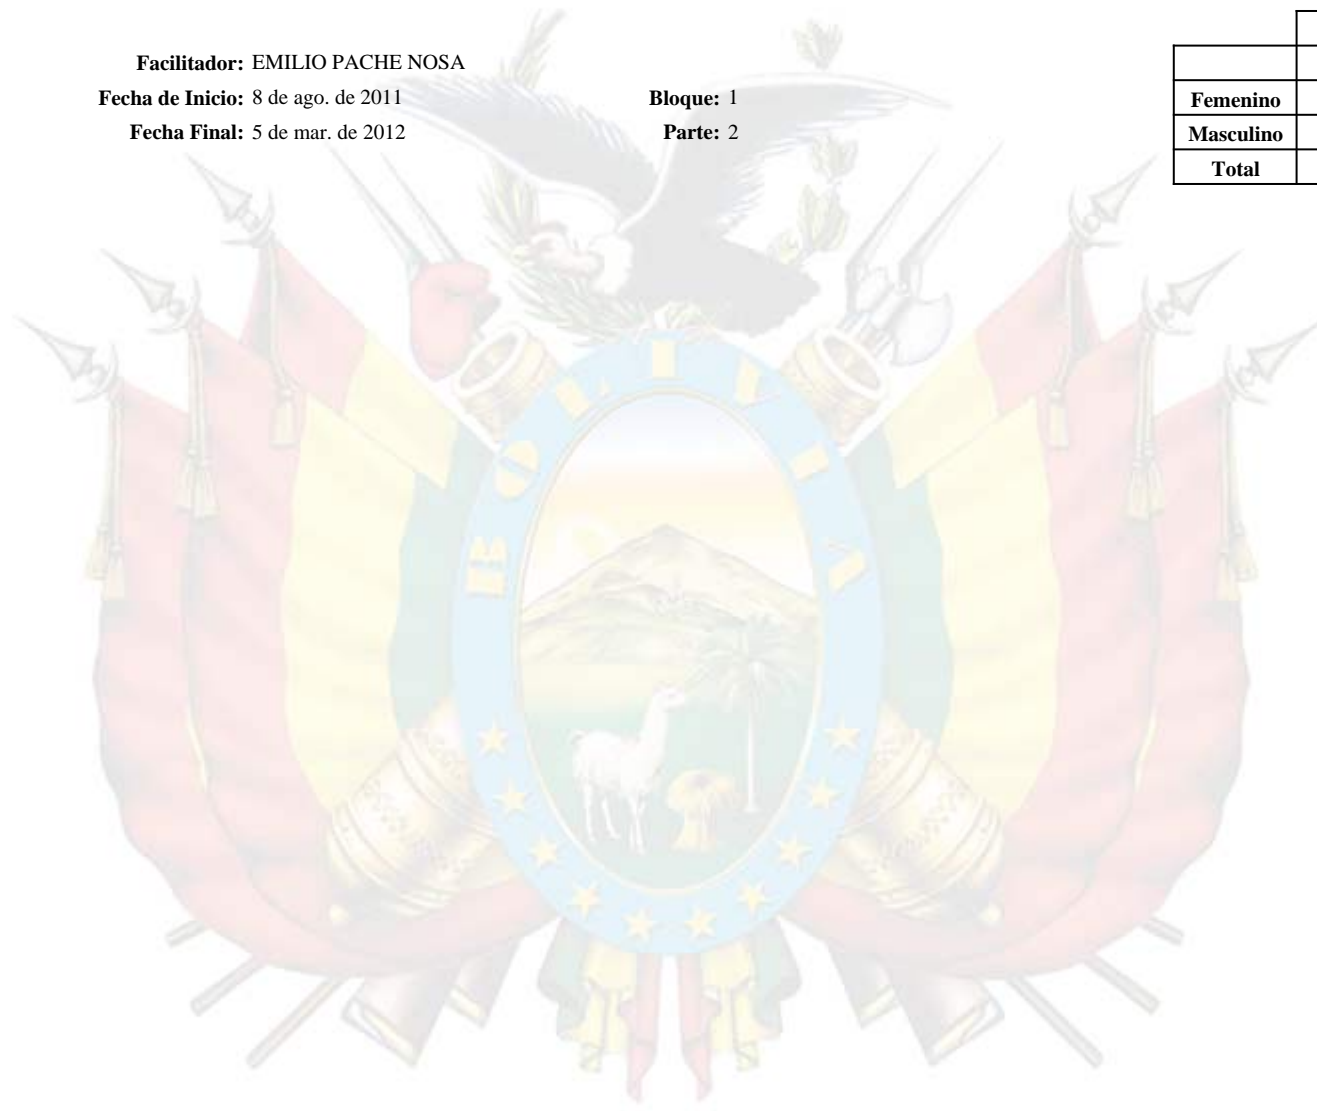 Facilitador: EMILIO PACHE NOSA
Fecha de Inicio: 8 de ago. de 2011 Bloque: 1
Fecha Final: 5 de mar. de 2012 Parte: 2
Femenino
Masculino
Total
BOLIVIA